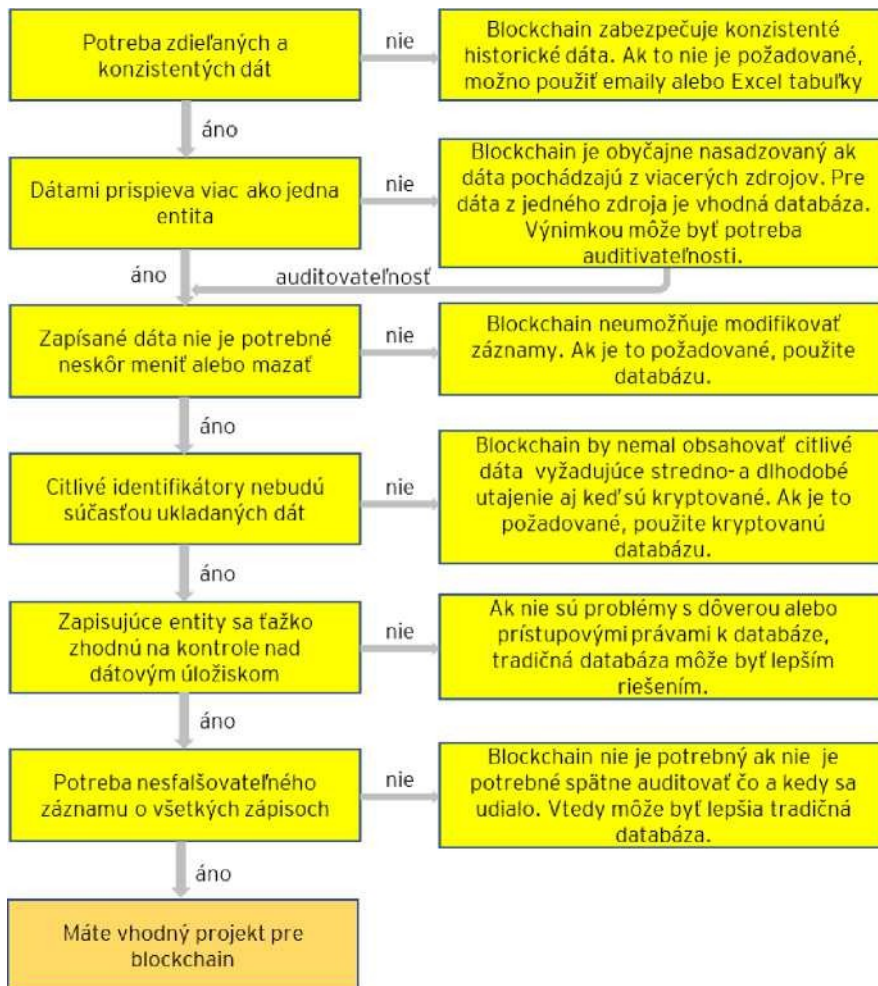 Potreba zdieľaných a
konzistentých dát
nie
Blockchain zabezpečuje konzistenté
historické dáta. Ak to nie je požadované,
možno použiť emaily alebo Excel tabuľky
áno
Dátami prispieva viac ako jedna
entita
nie
Blockchain je obyčajne nasadzovaný ak
dáta pochádzajú z viacerých zdrojov. Pre
dáta z jedného zdroja je vhodná databáza.
Výnimkou môže byť potreba
auditivateľnosti.
áno
auditovateľnosť
Zapísané dáta nie je potrebné
neskôr meniť alebo mazať
nie
Blockchain neumožňuje modifikovať
záznamy. Ak je to požadované, použite
databázu.
áno
Citlivé identifikátory nebudú
súčasťou ukladaných dát
nie
Blockchain by nemal obsahovať citlivé
dáta vyžadujúce stredno- a dlhodobé
utajenie aj keď sú kryptované. Ak je to
požadované, použite kryptovanú
databázu.
áno
Zapisujúce entity sa ťažko
zhodnú na kontrole nad
dátovým úložiskom
nie
Ak nie sú problémy s dôverou alebo
prístupovými právami k databáze,
tradičná databáza môže byť lepším
riešením.
áno
Potreba nesfalšovateľného
záznamu o všetkých zápisoch
nie
Blockchain nie je potrebný ak nie je
potrebné spätne auditovať čo a kedy sa
udialo. Vtedy môže byť lepšia tradičná
databáza.
áno
Máte vhodný projekt pre
blockchain